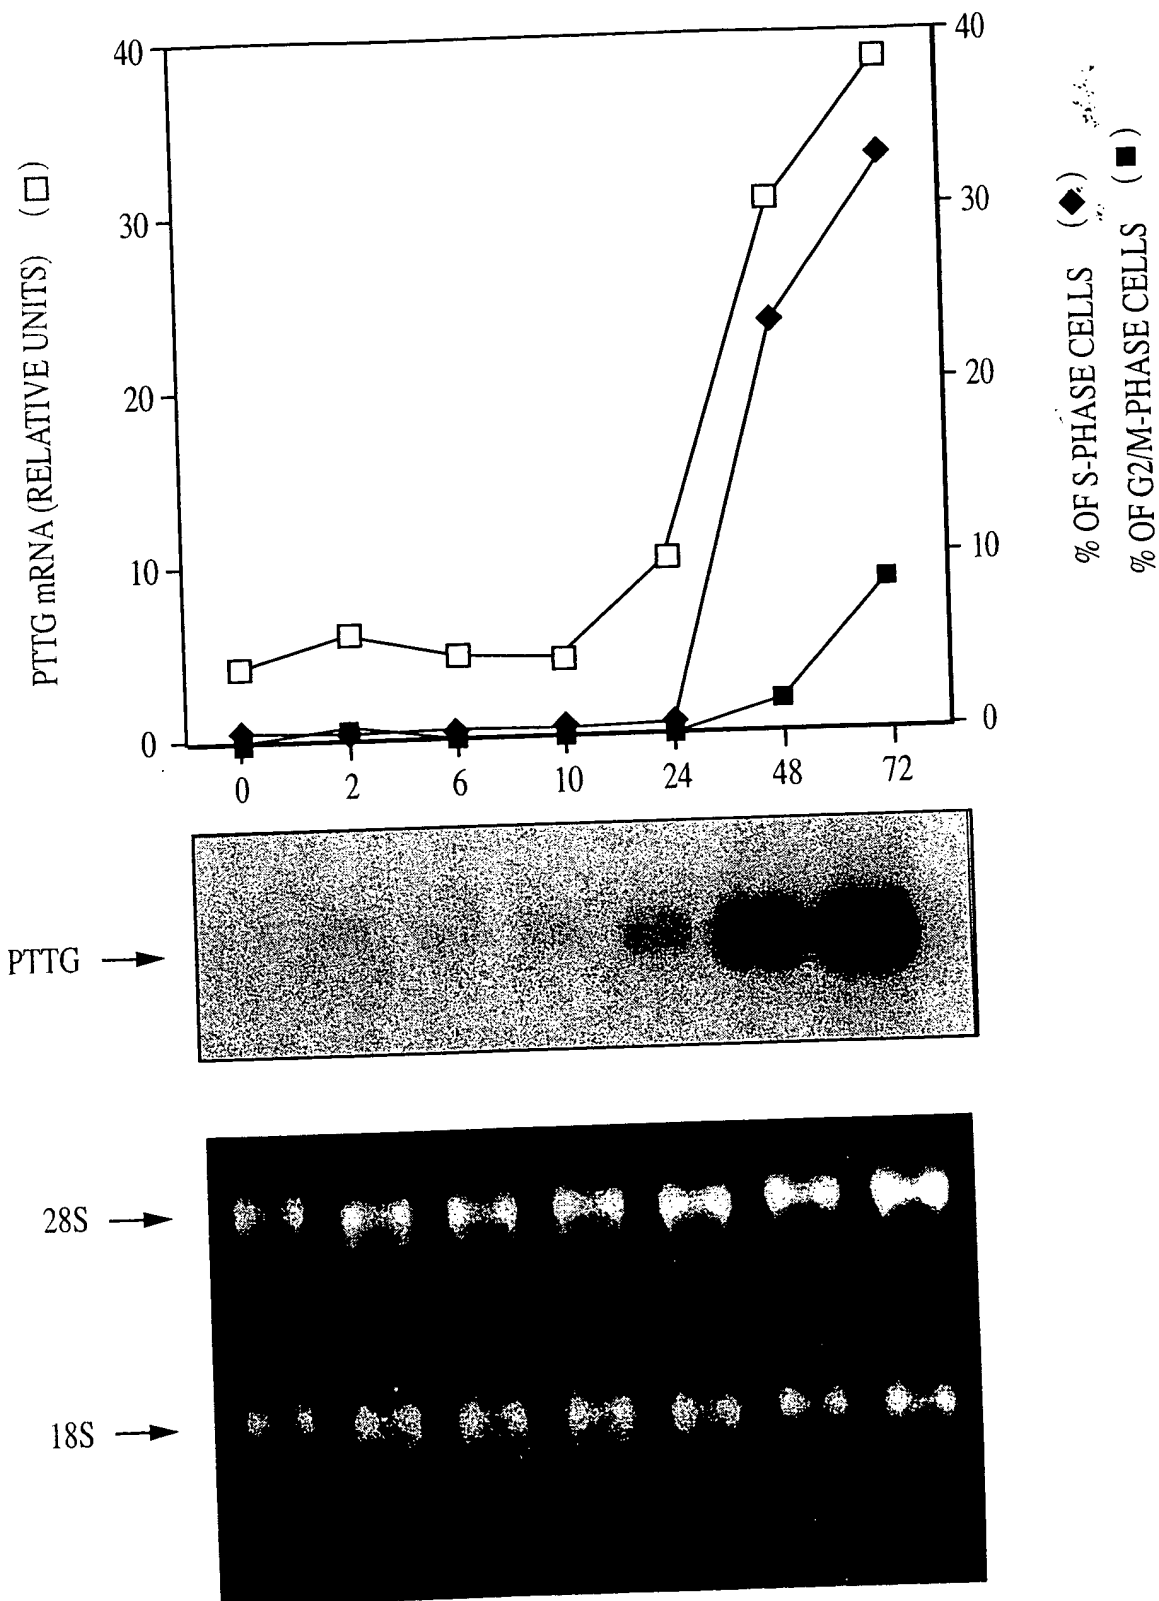 40
30
20
10
0
PTTG mRNA (RELATIVE UNITS) (□)
40
30
20
10
0
% OF S-PHASE CELLS (◆)
% OF G2/M-PHASE CELLS (■)
0 2 6 10 24 48 72
PTTG
28S
18S